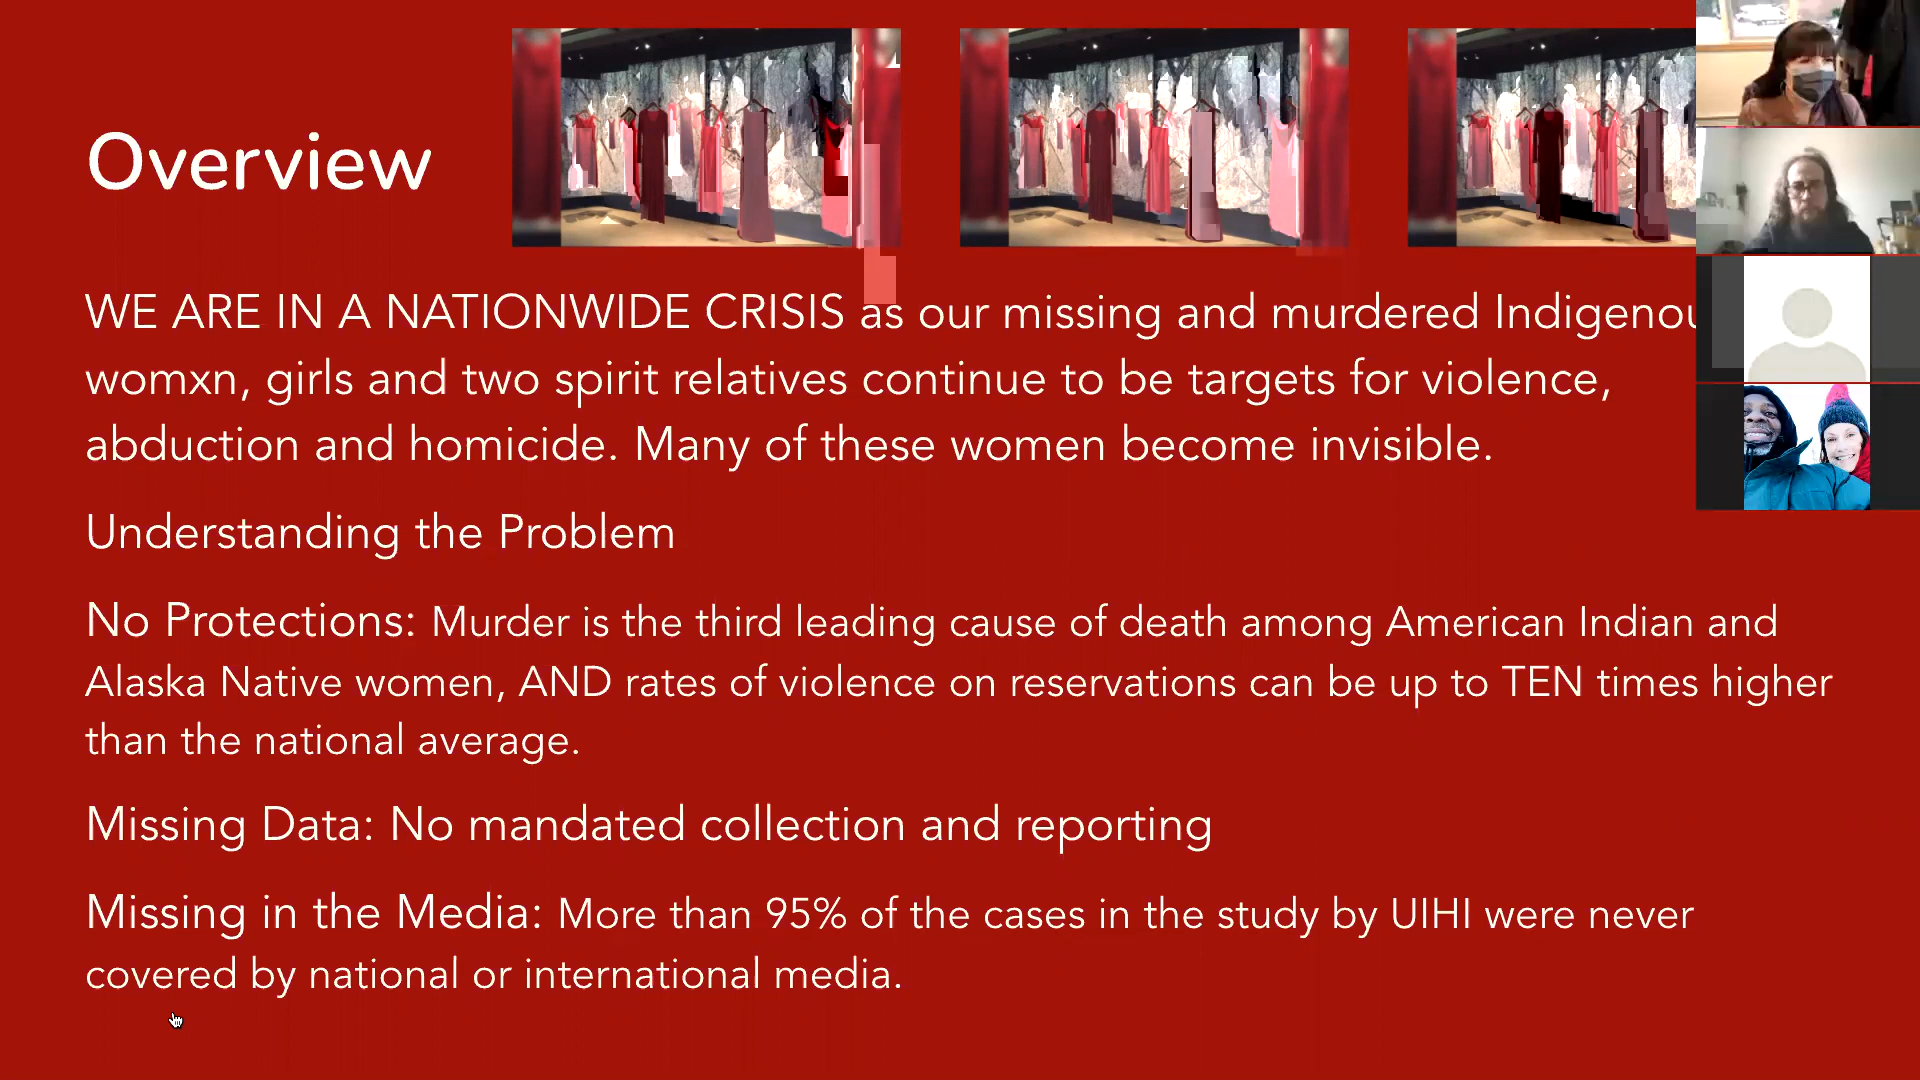 Overview
WE ARE IN A NATIONWIDE CRISIS as our missing and murdered Indigenou
womxn, girls and two spirit relatives continue to be targets for violence,
abduction and homicide. Many of these women become invisible.
Understanding the Problem
No Protections: Murder is the third leading cause of death among American Indian and
Alaska Native women, AND rates of violence on reservations can be up to TEN times higher
than the national average.
Missing Data: No mandated collection and reporting
Missing in the Media: More than 95% of the cases in the study by UIHI were never
covered by national or international media.